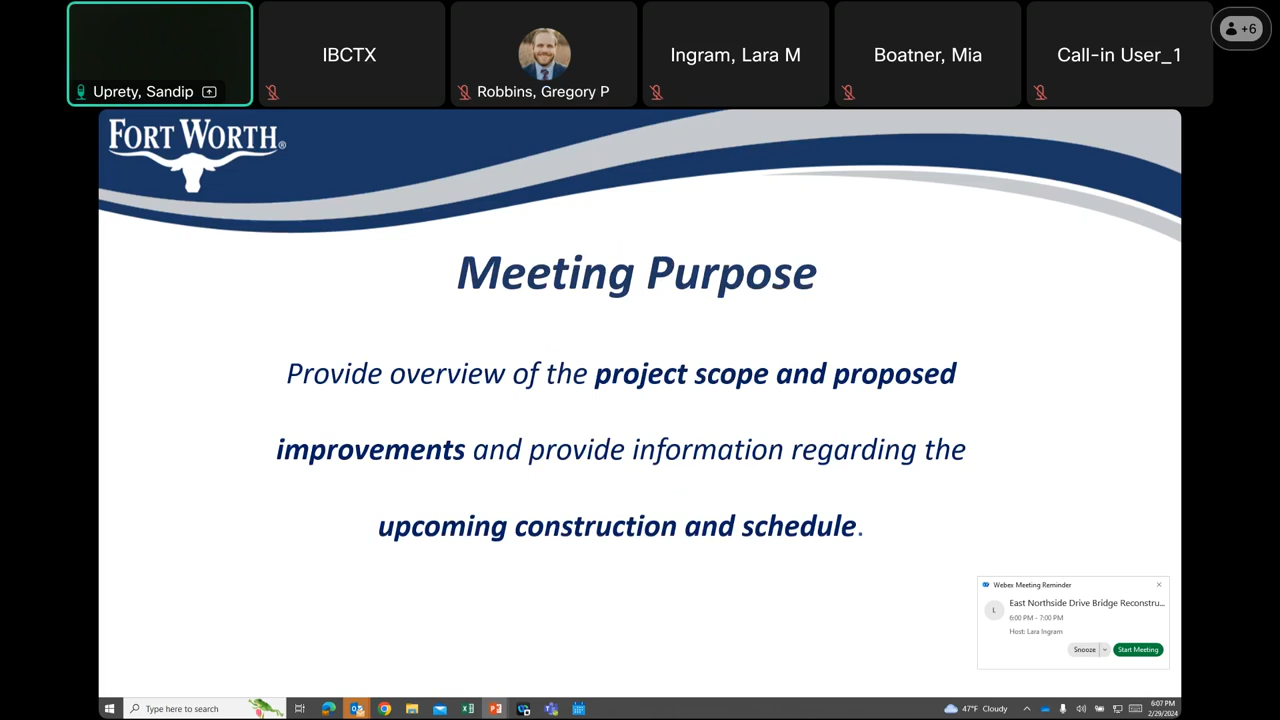 Uprety, Sandip
IBCTX
Robbins, Gregory P
Ingram, Lara M
Boatner, Mia
Call-in User_1
+6
FORT WORTH®
Meeting Purpose
Provide overview of the project scope and proposed
improvements and provide information regarding the
upcoming construction and schedule.
Webex Meeting Reminder
L
East Northside Drive Bridge Reconstru...
6:00 PM - 7:00 PM
Host: Lara Ingram
Snooze
Start Meeting
Type here to search
47°F Cloudy
6:07 PM
2/29/2024